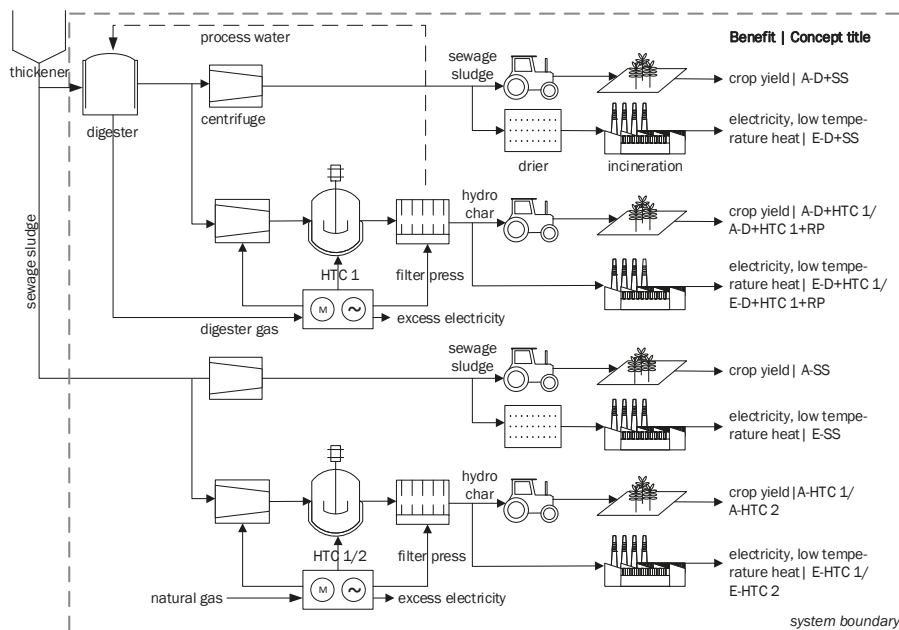 process water
Benefit | Concept title
thickener
sewage
sludge
crop yield | A-D+SS
digester
centrifuge
electricity, low tempe-
rature heat | E-D+SS
drier
incineration
sewage sludge
hydro
char
crop yield | A-D+HTC 1/
A-D+HTC 1+RP
HTC 1
filter press
electricity, low tempe-
rature heat | E-D+HTC 1/
E-D+HTC 1+RP
M
~
digester gas
excess electricity
sewage
sludge
crop yield | A-SS
electricity, low tempe-
rature heat | E-SS
hydro
char
crop yield |A-HTC 1/
A-HTC 2
HTC 1/2
filter press
electricity, low tempe-
rature heat | E-HTC 1/
E-HTC 2
M
~
natural gas
excess electricity
system boundary